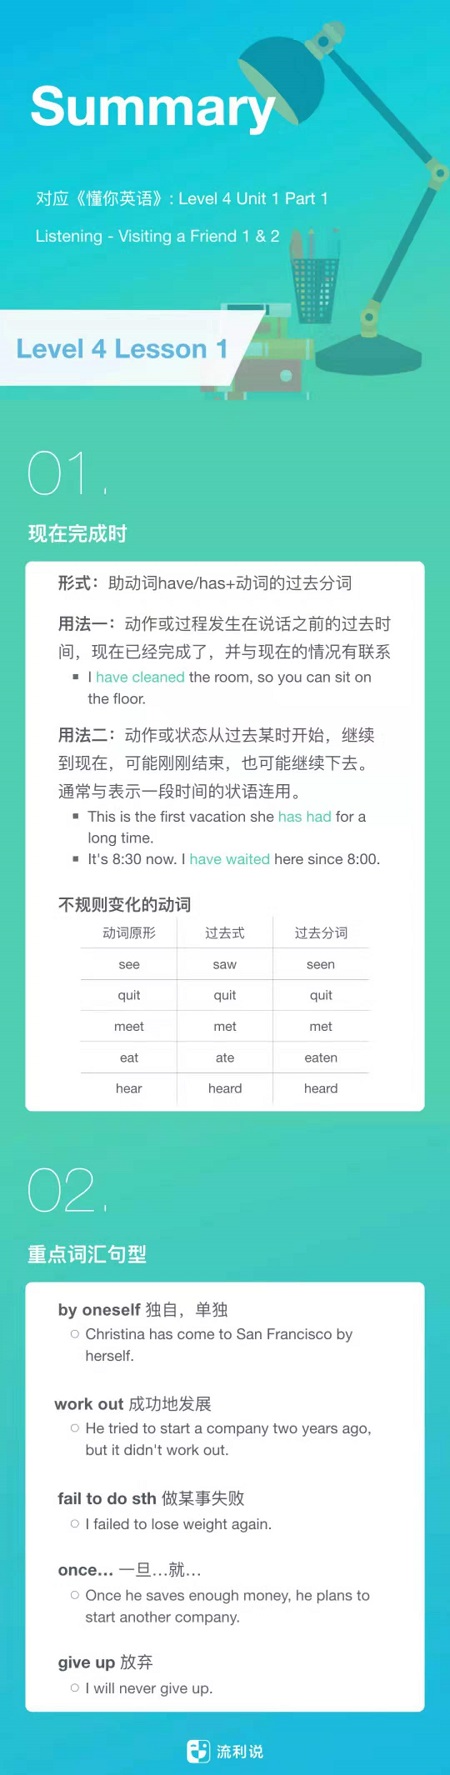 Summary
对应《懂你英语》: Level 4 Unit 1 Part 1
Listening - Visiting a Friend 1 & 2
Level 4 Lesson 1
01.
现在完成时
形式：助动词have/has+动词的过去分词
用法一：动作或过程发生在说话之前的过去时
间，现在已经完成了，并与现在的情况有联系
▪ I have cleaned the room, so you can sit on
the floor.
用法二：动作或状态从过去某时开始，继续
到现在，可能刚刚结束，也可能继续下去。
通常与表示一段时间的状语连用。
▪ This is the first vacation she has had for a
long time.
▪ It's 8:30 now. I have waited here since 8:00.
不规则变化的动词
动词原形 过去式 过去分词
see saw seen
quit quit quit
meet met met
eat ate eaten
hear heard heard
02.
重点词汇句型
by oneself 独自，单独
○ Christina has come to San Francisco by
herself.
work out 成功地发展
○ He tried to start a company two years ago,
but it didn't work out.
fail to do sth 做某事失败
○ I failed to lose weight again.
once... 一旦...就...
○ Once he saves enough money, he plans to
start another company.
give up 放弃
○ I will never give up.
流利说